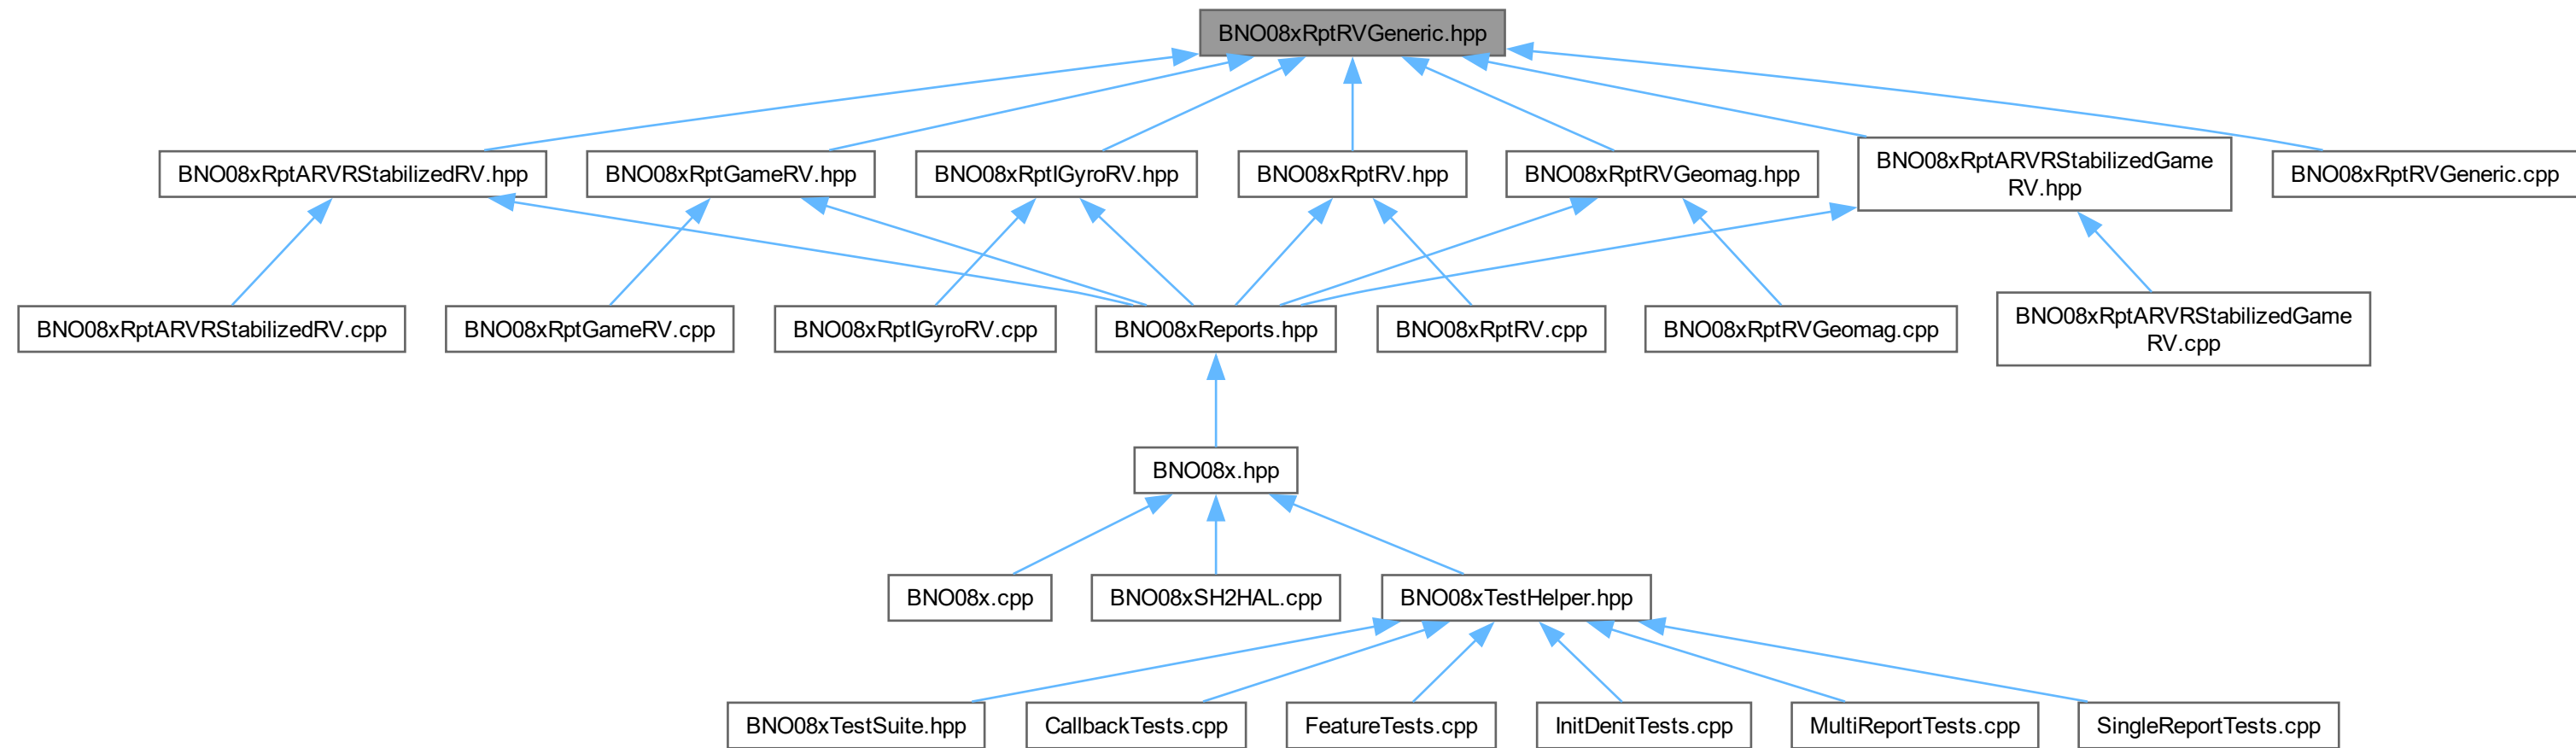 BNO08xRptRVGeneric.hpp
BNO08xRptARVRStabilizedRV.hpp
BNO08xRptGameRV.hpp
BNO08xRptIGyroRV.hpp
BNO08xRptRV.hpp
BNO08xRptRVGeomag.hpp
BNO08xRptARVRStabilizedGame
RV.hpp
BNO08xRptRVGeneric.cpp
BNO08xRptARVRStabilizedRV.cpp
BNO08xRptGameRV.cpp
BNO08xRptIGyroRV.cpp
BNO08xReports.hpp
BNO08xRptRV.cpp
BNO08xRptRVGeomag.cpp
BNO08xRptARVRStabilizedGame
RV.cpp
BNO08x.hpp
BNO08x.cpp
BNO08xSH2HAL.cpp
BNO08xTestHelper.hpp
BNO08xTestSuite.hpp
CallbackTests.cpp
FeatureTests.cpp
InitDenitTests.cpp
MultiReportTests.cpp
SingleReportTests.cpp